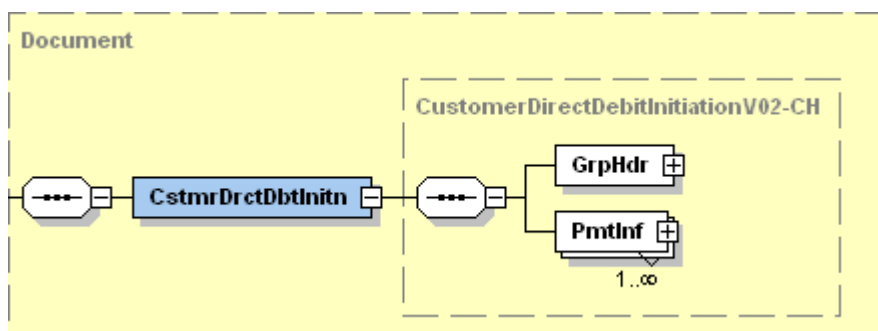 Document
CustomerDirectDebitInitiationV02-CH
GrpHdr
CstmrDrctDbtInitn
PmtInf
1..∞